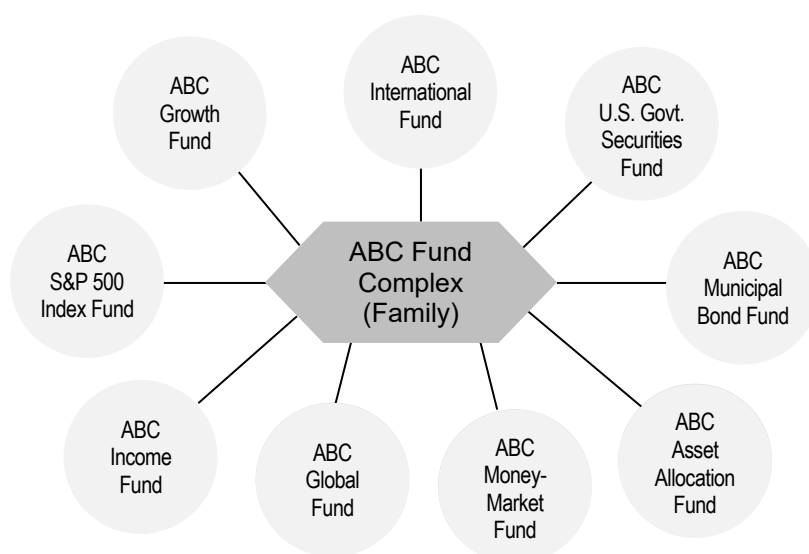 ABC
Growth
Fund
ABC
International
Fund
ABC
U.S. Govt.
Securities
Fund
ABC
S&P 500
Index Fund
ABC Fund
Complex
(Family)
ABC
Municipal
Bond Fund
ABC
Income
Fund
ABC
Global
Fund
ABC
Money-
Market
Fund
ABC
Asset
Allocation
Fund